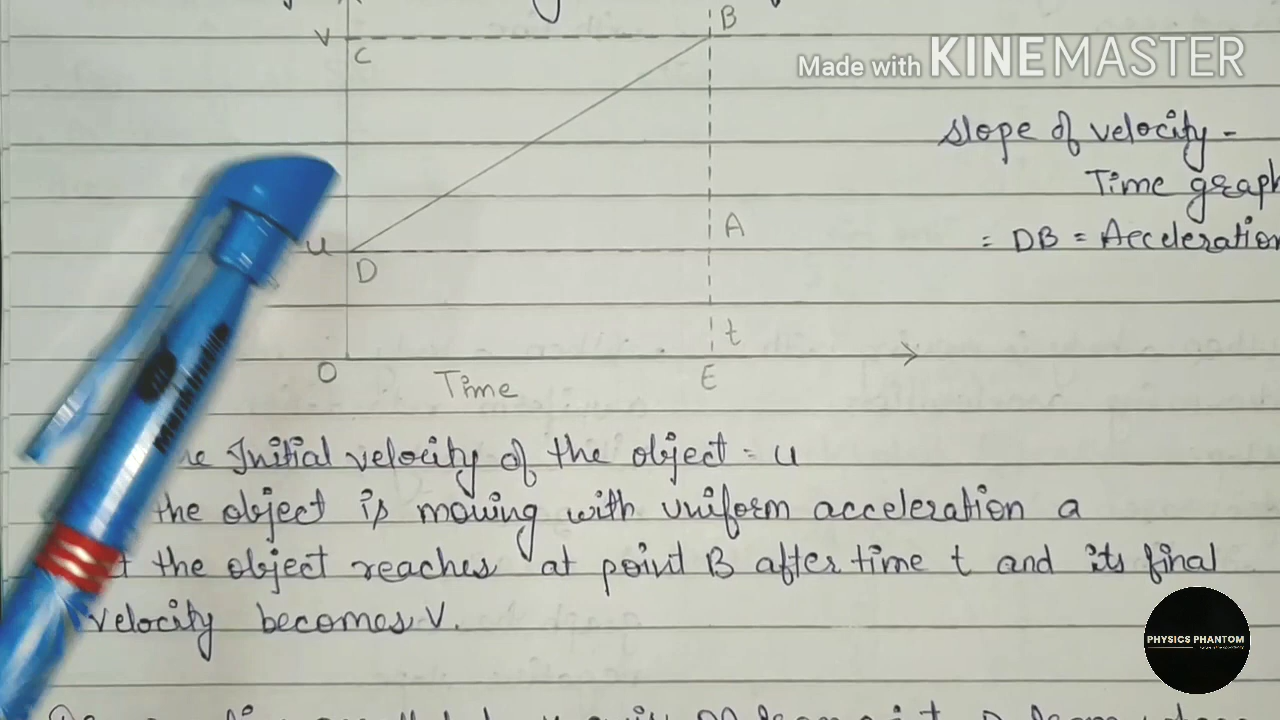 V
C
B
Made with KINEMASTER
slope of velocity -
Time graph
= DB = Acceleration
A
u
D
t
O
Time
E
Initial velocity of the object = u
the object is moving with uniform acceleration a
the object reaches at point B after time t and its final
velocity becomes V.
PHYSICS PHANTOM